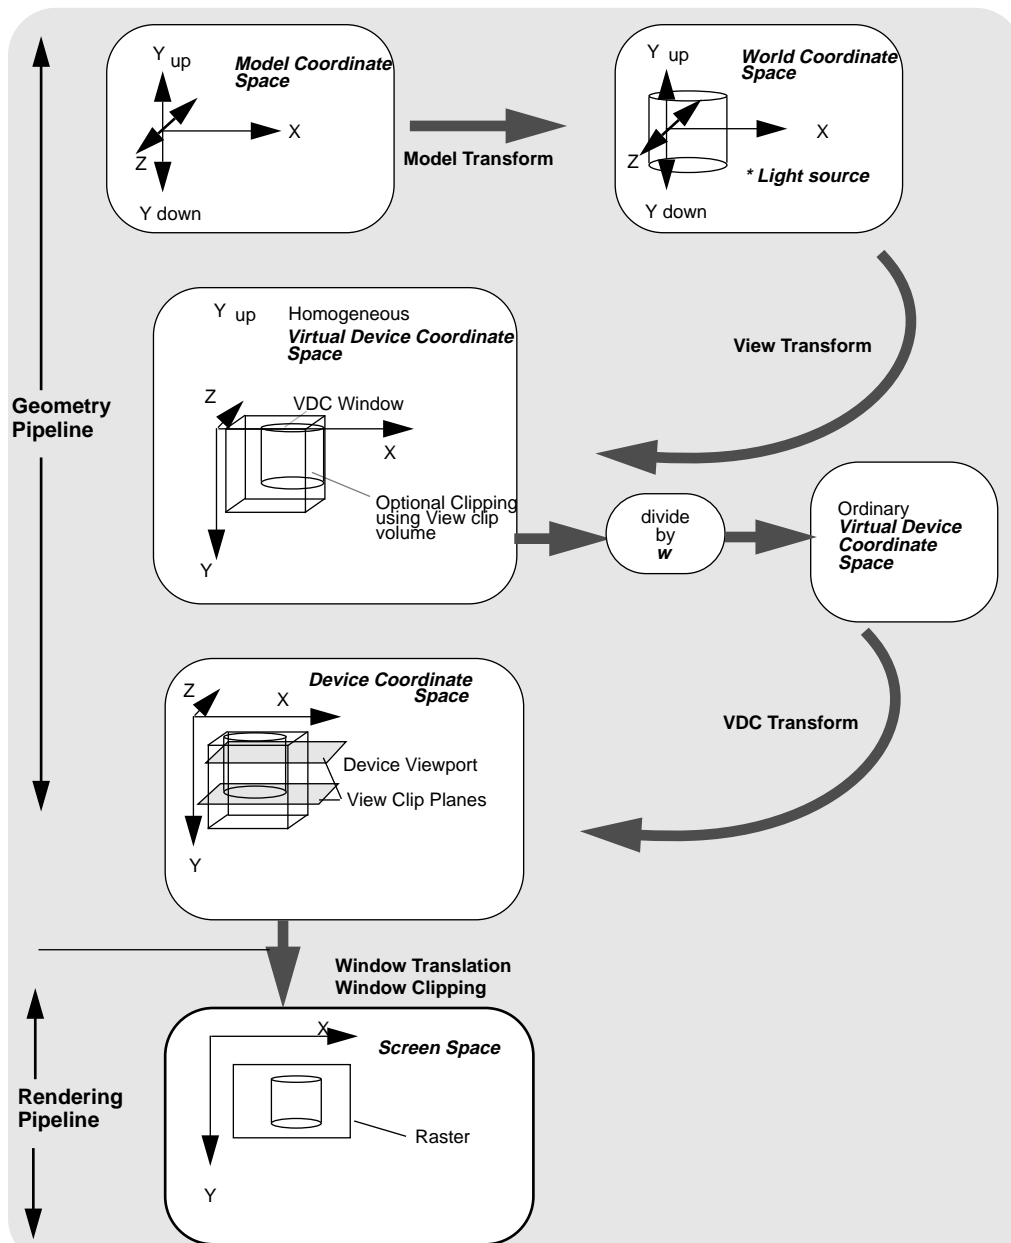 Y up
Model Coordinate
Space
X
Z
Y down
Model Transform
Y up
World Coordinate
Space
X
Z
* Light source
Y down
View Transform
Y up
Homogeneous
Virtual Device Coordinate
Space
Z
VDC Window
X
Optional Clipping
using View clip
volume
Y
Geometry
Pipeline
divide
by
w
Ordinary
Virtual Device
Coordinate
Space
Device Coordinate
Space
Z
X
Device Viewport
View Clip Planes
Y
VDC Transform
Window Translation
Window Clipping
X
Screen Space
Raster
Y
Rendering
Pipeline